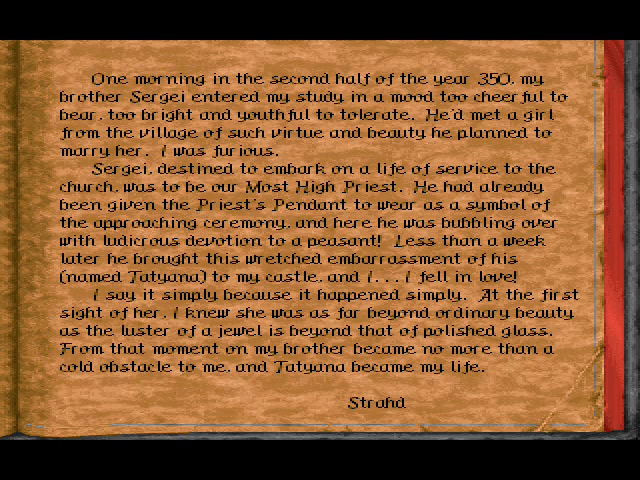 One morning in the second half of the year 350, my
brother Sergei entered my study in a mood too cheerful to
bear, too bright and youthful to tolerate. He'd met a girl
from the village of such virtue and beauty he planned to
marry her. I was furious.
Sergei, destined to embark on a life of service to the
church, was to be our Most High Priest. He had already
been given the Priest's Pendant to wear as a symbol of
the approaching ceremony, and here he was bubbling over
with ludicrous devotion to a peasant! Less than a week
later he brought this wretched embarrassment of his
(named Tatyana) to my castle, and I . . . I fell in love!
I say it simply because it happened simply. At the first
sight of her, I knew she was as far beyond ordinary beauty
as the luster of a jewel is beyond that of polished glass.
From that moment on my brother became no more than a
cold obstacle to me, and Tatyana became my life.
Strahd